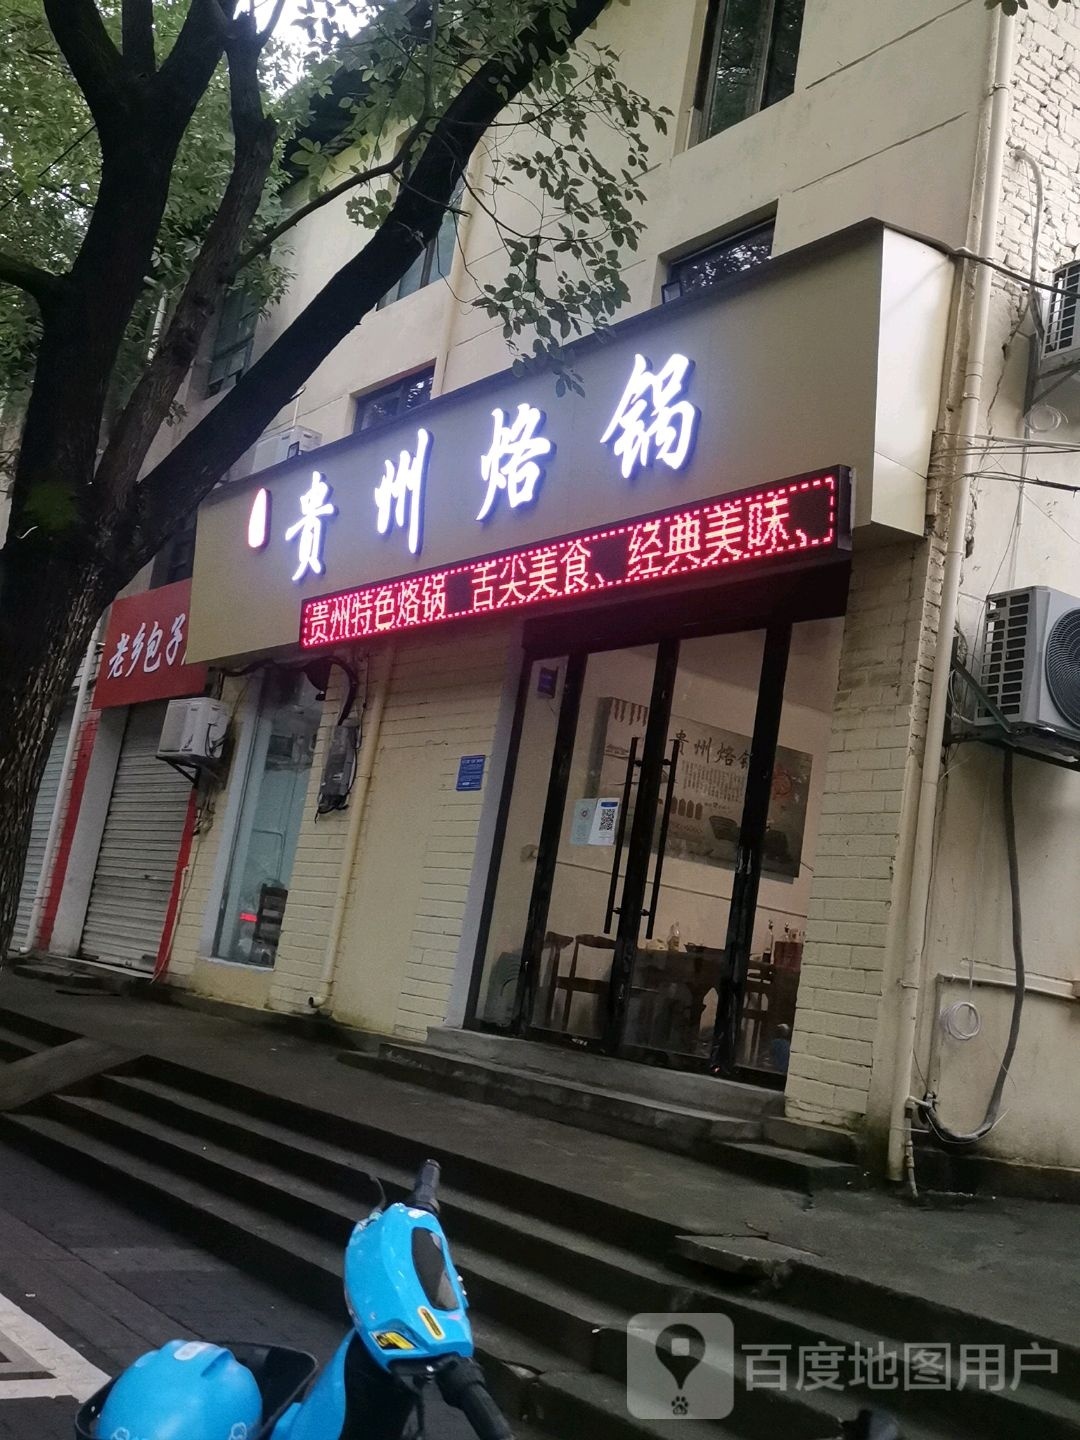 贵州烙锅
贵州特色烙锅 舌尖美食、经典美味、
老乡包子
贵州烙锅
百度地图用户